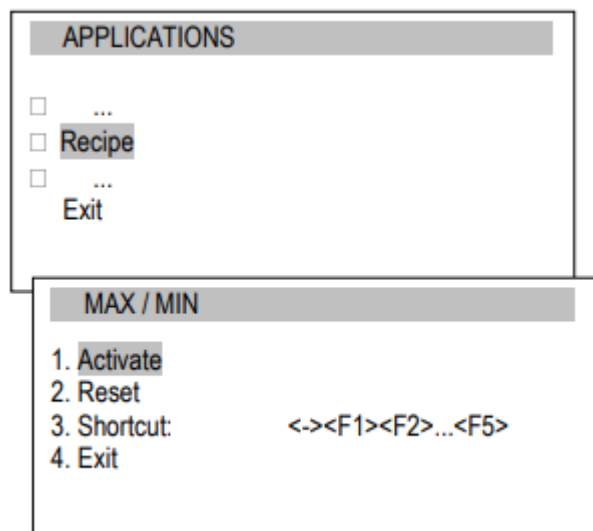 APPLICATIONS
...
Recipe
...
Exit
MAX / MIN
1. Activate
2. Reset
3. Shortcut: <-><F1><F2>...<F5>
4. Exit